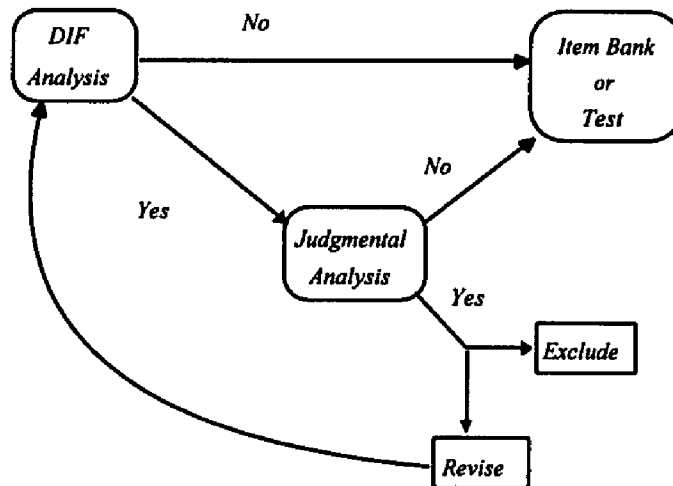 DIF
Analysis
No
Item Bank
or
Test
Yes
No
Judgmental
Analysis
Yes
Exclude
Revise